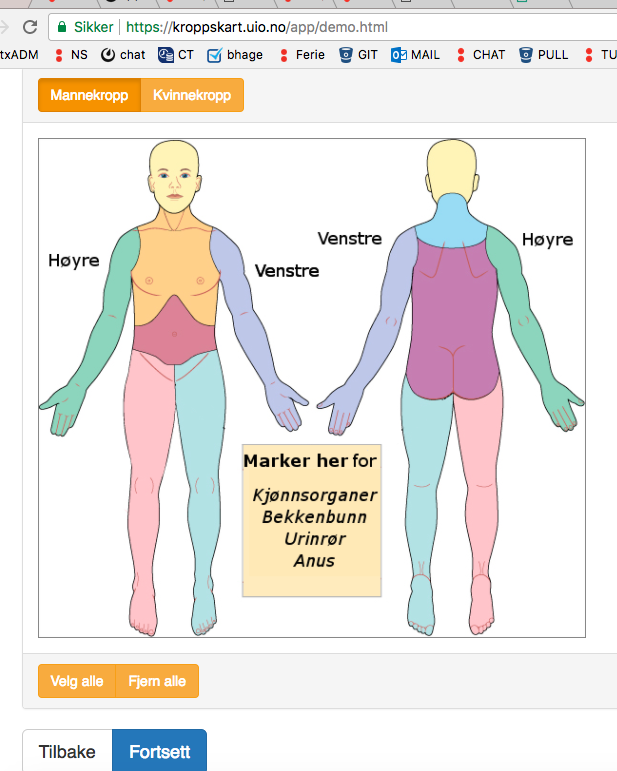 Sikker https://kroppskart.uio.no/app/demo.html
txADM NS chat CT bhage Ferie GIT MAIL CHAT PULL TU
Mannekropp Kvinnekropp
Høyre Venstre Venstre Høyre
Marker her for
Kjønnsorganer
Bekkenbunn
Urinrør
Anus
Velg alle Fjern alle
Tilbake Fortsett